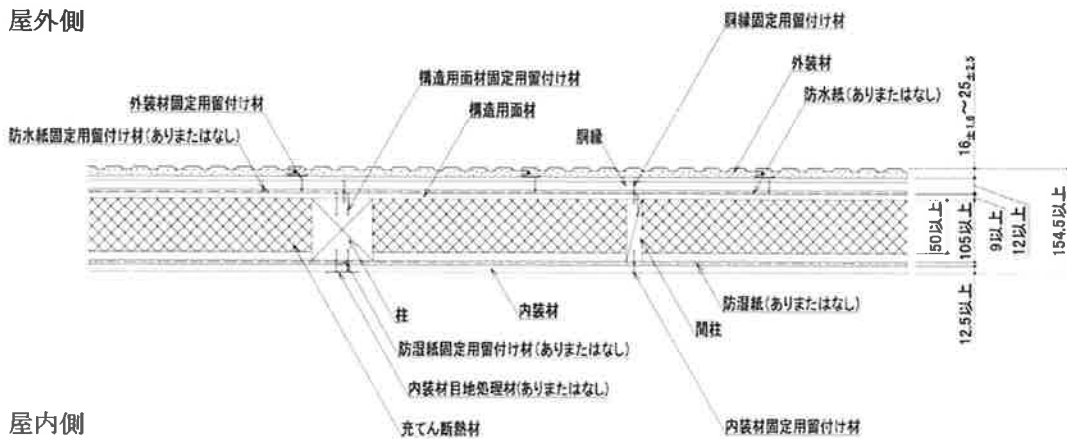 屋外側
胴縁固定用留付け材
外装材
構造用面材固定用留付け材
防水紙(ありまたはなし)
外装材固定用留付け材
構造用面材
防水紙固定用留付け材(ありまたはなし)
胴縁
16±1.6～25±2.5
50以上
105以上
9以上
12以上
154.5以上
12.5以上
防湿紙(ありまたはなし)
内装材
柱
間柱
防湿紙固定用留付け材(ありまたはなし)
内装材目地処理材(ありまたはなし)
屋内側
充てん断熱材
内装材固定用留付け材